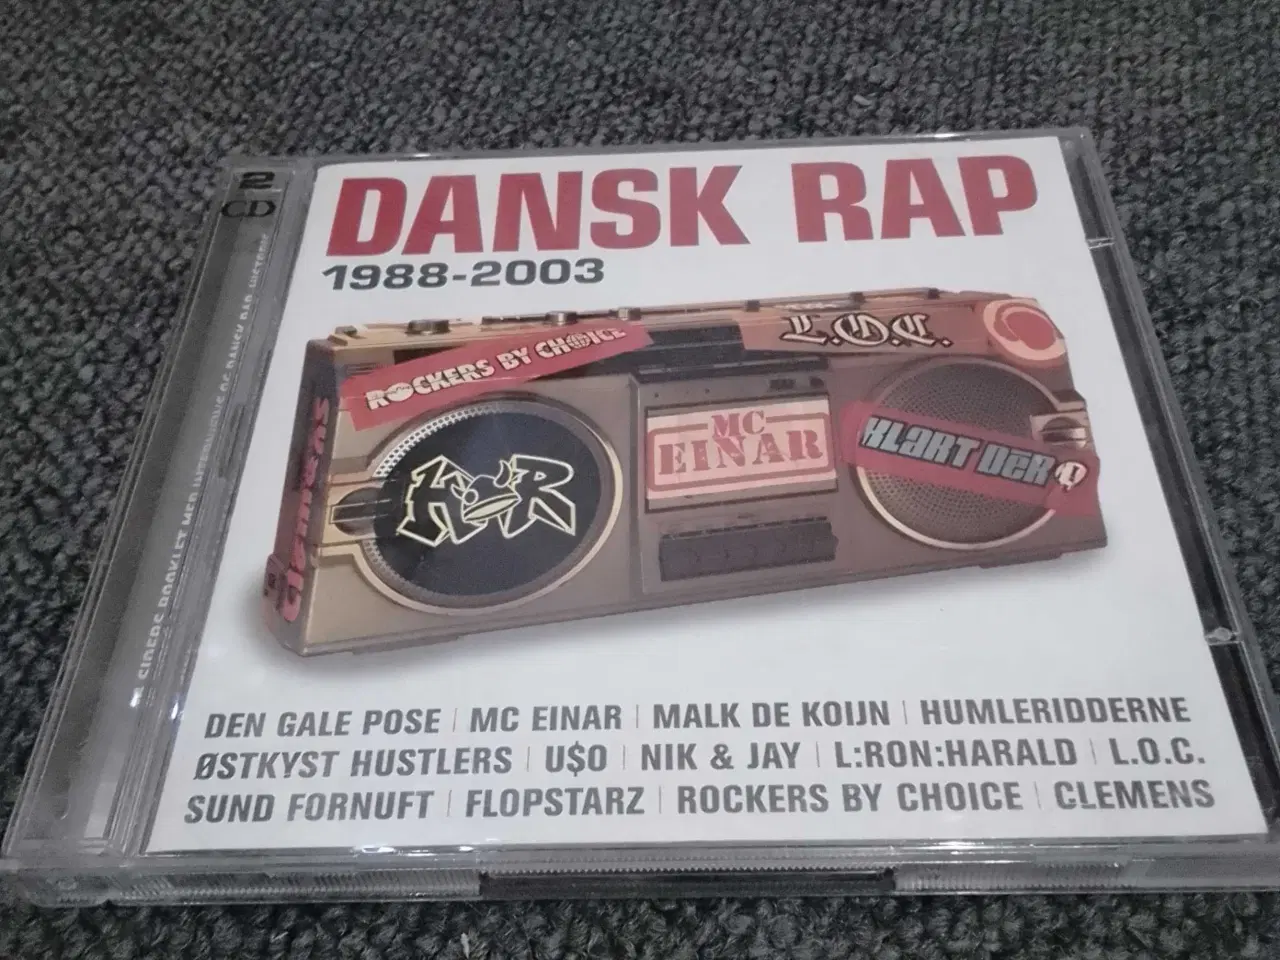 2
CD
DANSK RAP
1988-2003
ROCKERS BY CHOICE
L.O.C.
MC
EINAR
KLART DER
DEN GALE POSE | MC EINAR | MALK DE KOIJN | HUMLERIDDERNE
ØSTKYST HUSTLERS | U$O | NIK & JAY | L:RON:HARALD | L.O.C.
SUND FORNUFT | FLOPSTARZ | ROCKERS BY CHOICE | CLEMENS